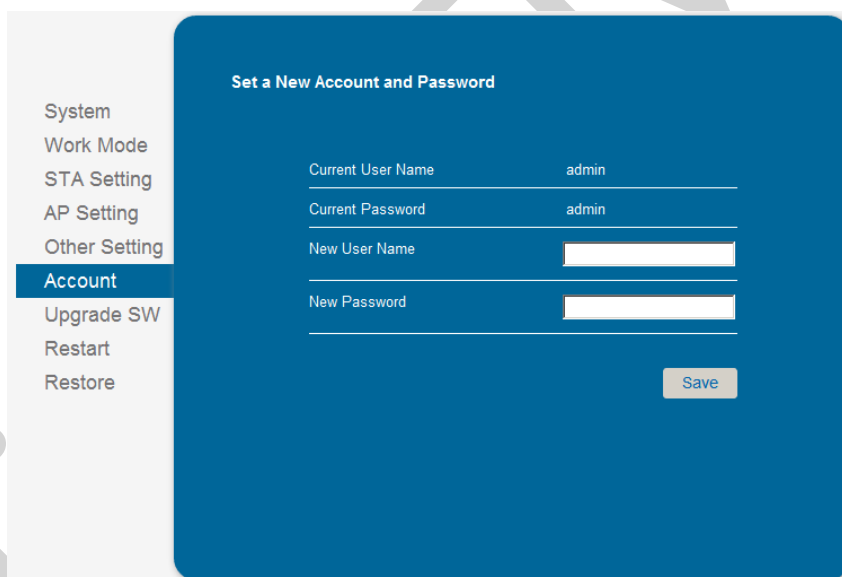 Set a New Account and Password
System
Work Mode
STA Setting
AP Setting
Other Setting
Account
Upgrade SW
Restart
Restore
Current User Name admin
Current Password admin
New User Name
New Password
Save